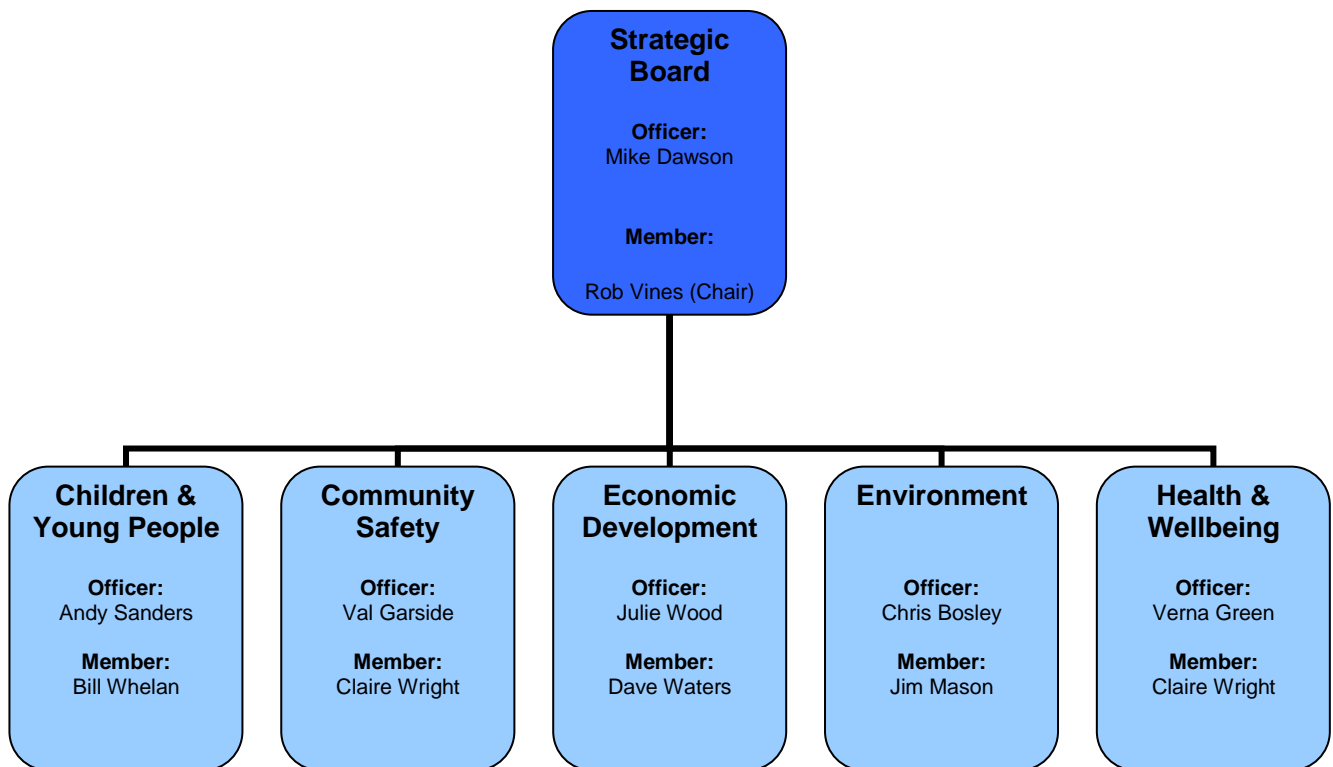 Strategic
Board
Officer:
Mike Dawson
Member:
Rob Vines (Chair)
Children &
Young People
Officer:
Andy Sanders
Member:
Bill Whelan
Community
Safety
Officer:
Val Garside
Member:
Claire Wright
Economic
Development
Officer:
Julie Wood
Member:
Dave Waters
Environment
Officer:
Chris Bosley
Member:
Jim Mason
Health &
Wellbeing
Officer:
Verna Green
Member:
Claire Wright